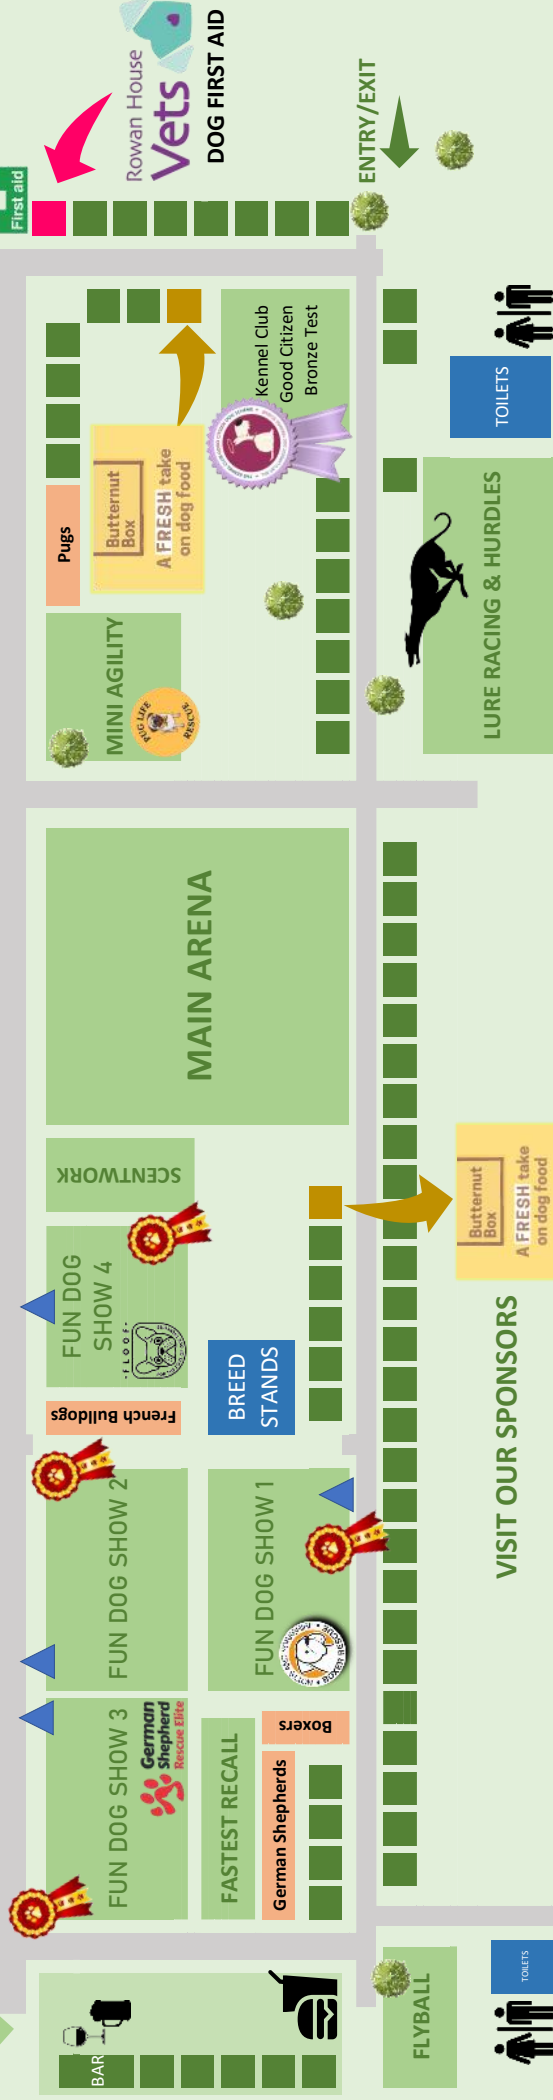 First aid
Rowan House
Vets
DOG FIRST AID
ENTRY/EXIT
Kennel Club
Good Citizen
Bronze Test
Butternut
Box
A FRESH take
on dog food
Pugs
TOILETS
MINI AGILITY
PUG LIFE
RESCUE
LURE RACING & HURDLES
MAIN ARENA
SCENTWORK
FUN DOG
SHOW 4
-FLOOF-
French Bulldogs
BREED
STANDS
Butternut
Box
A FRESH take
on dog food
VISIT OUR SPONSORS
FUN DOG SHOW 2
FUN DOG SHOW 1
BOXER RESCUE
FUN DOG SHOW 3
German
Shepherd
Rescue Elite
FASTEST RECALL
Boxers
German Shepherds
BAR
FLYBALL
TOILETS